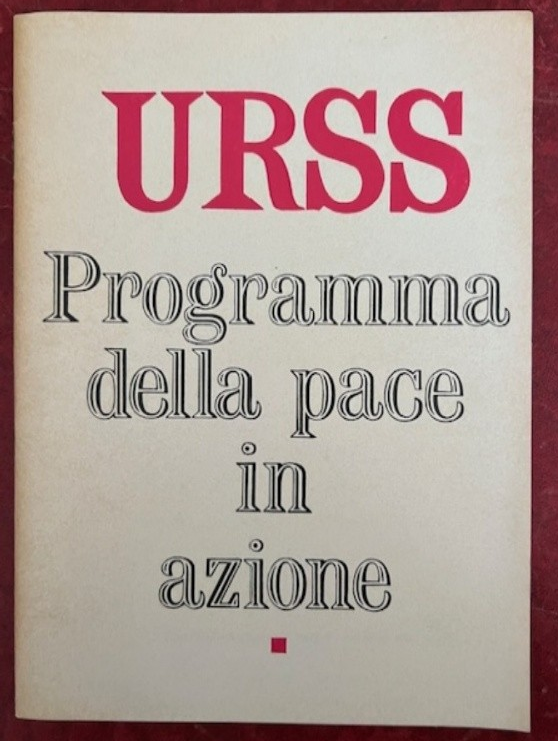 URSS
Programma
della pace
in
azione